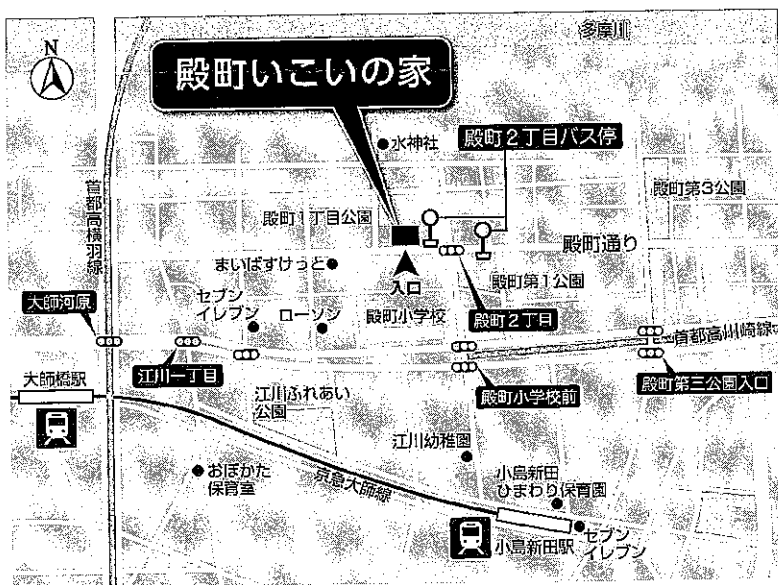 多摩川
N
殿町いこいの家
水神社
殿町2丁目バス停
首都高横羽線
殿町1丁目公園
殿町第3公園
殿町通り
まいばすけっと
入口
殿町第1公園
大師河原
セブン
イレブン
ローソン
殿町小学校
殿町2丁目
首都高川崎線
江川一丁目
大師橋駅
江川ふれあい
公園
殿町小学校前
殿町第三公園入口
江川幼稚園
おぼかた
保育室
京急大師線
小島新田
ひまわり保育園
小島新田駅
セブン
イレブン